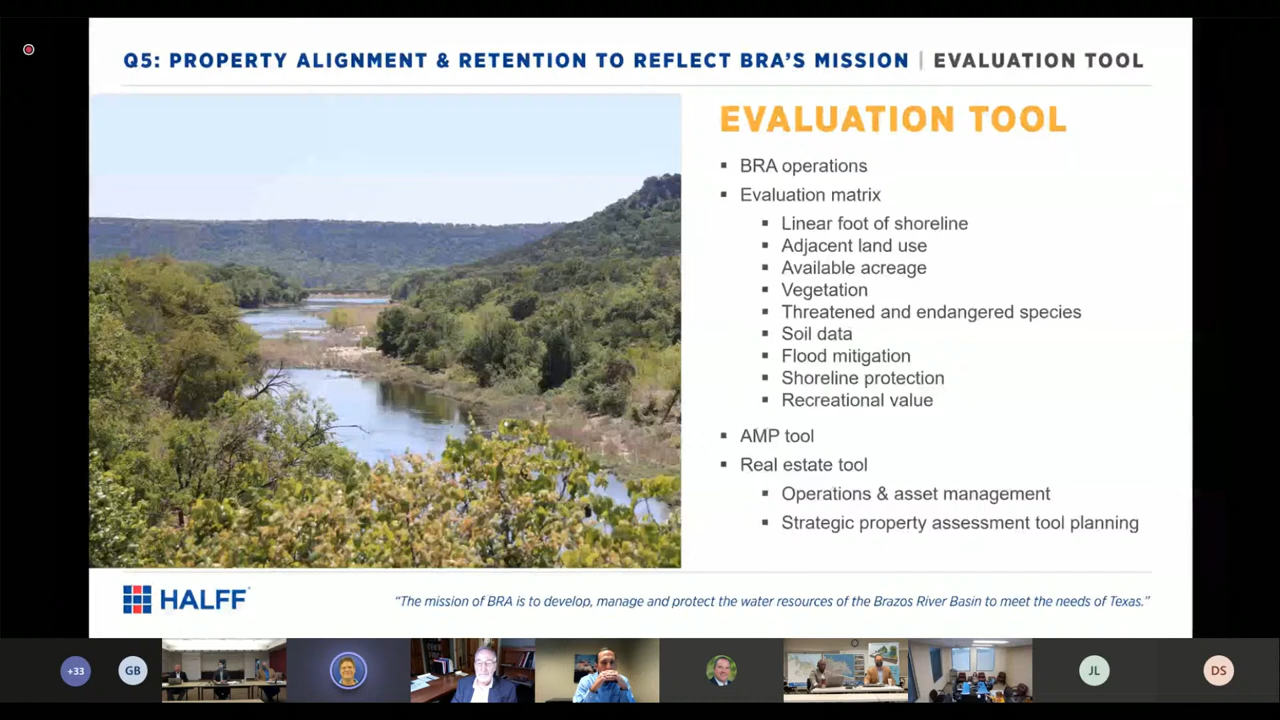 Q5: PROPERTY ALIGNMENT & RETENTION TO REFLECT BRA'S MISSION | EVALUATION TOOL
EVALUATION TOOL
BRA operations
Evaluation matrix
Linear foot of shoreline
Adjacent land use
Available acreage
Vegetation
Threatened and endangered species
Soil data
Flood mitigation
Shoreline protection
Recreational value
AMP tool
Real estate tool
Operations & asset management
Strategic property assessment tool planning
HALFF
"The mission of BRA is to develop, manage and protect the water resources of the Brazos River Basin to meet the needs of Texas."
+33
GB
JL
DS